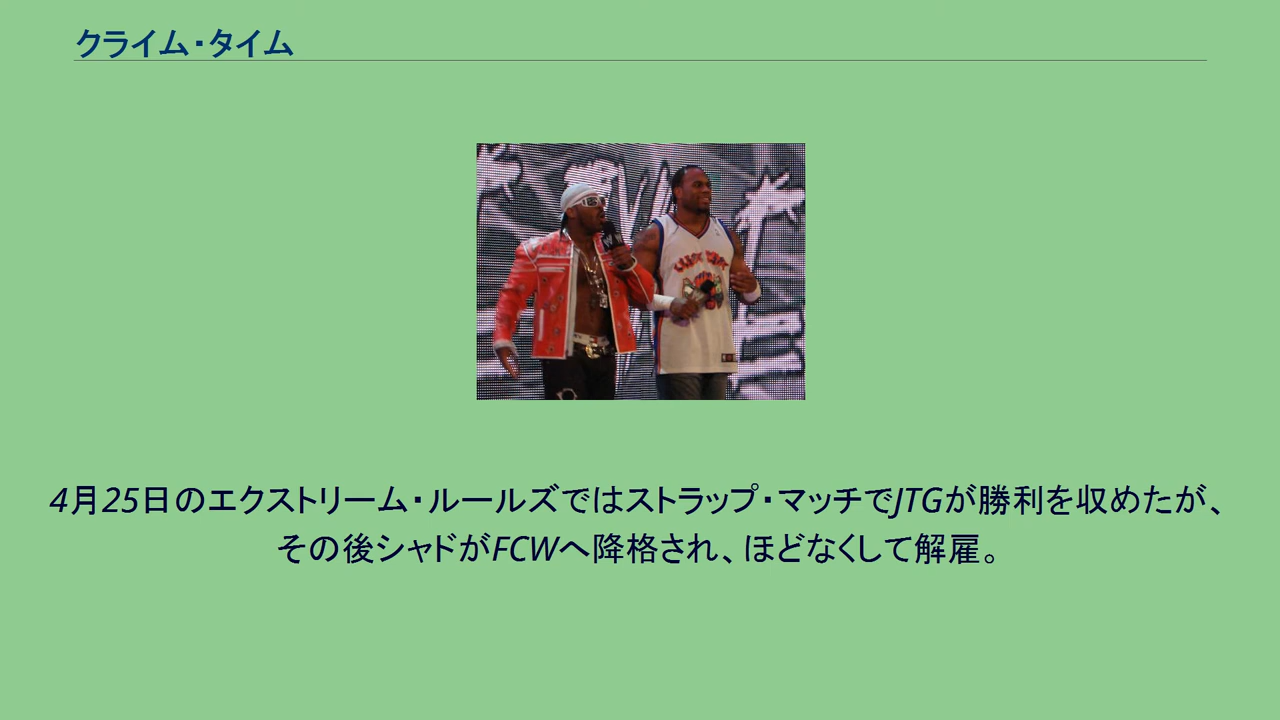 クライム・タイム
4月25日のエクストリーム・ルールズではストラップ・マッチでJTGが勝利を収めたが、
その後シャドがFCWへ降格され、ほどなくして解雇。